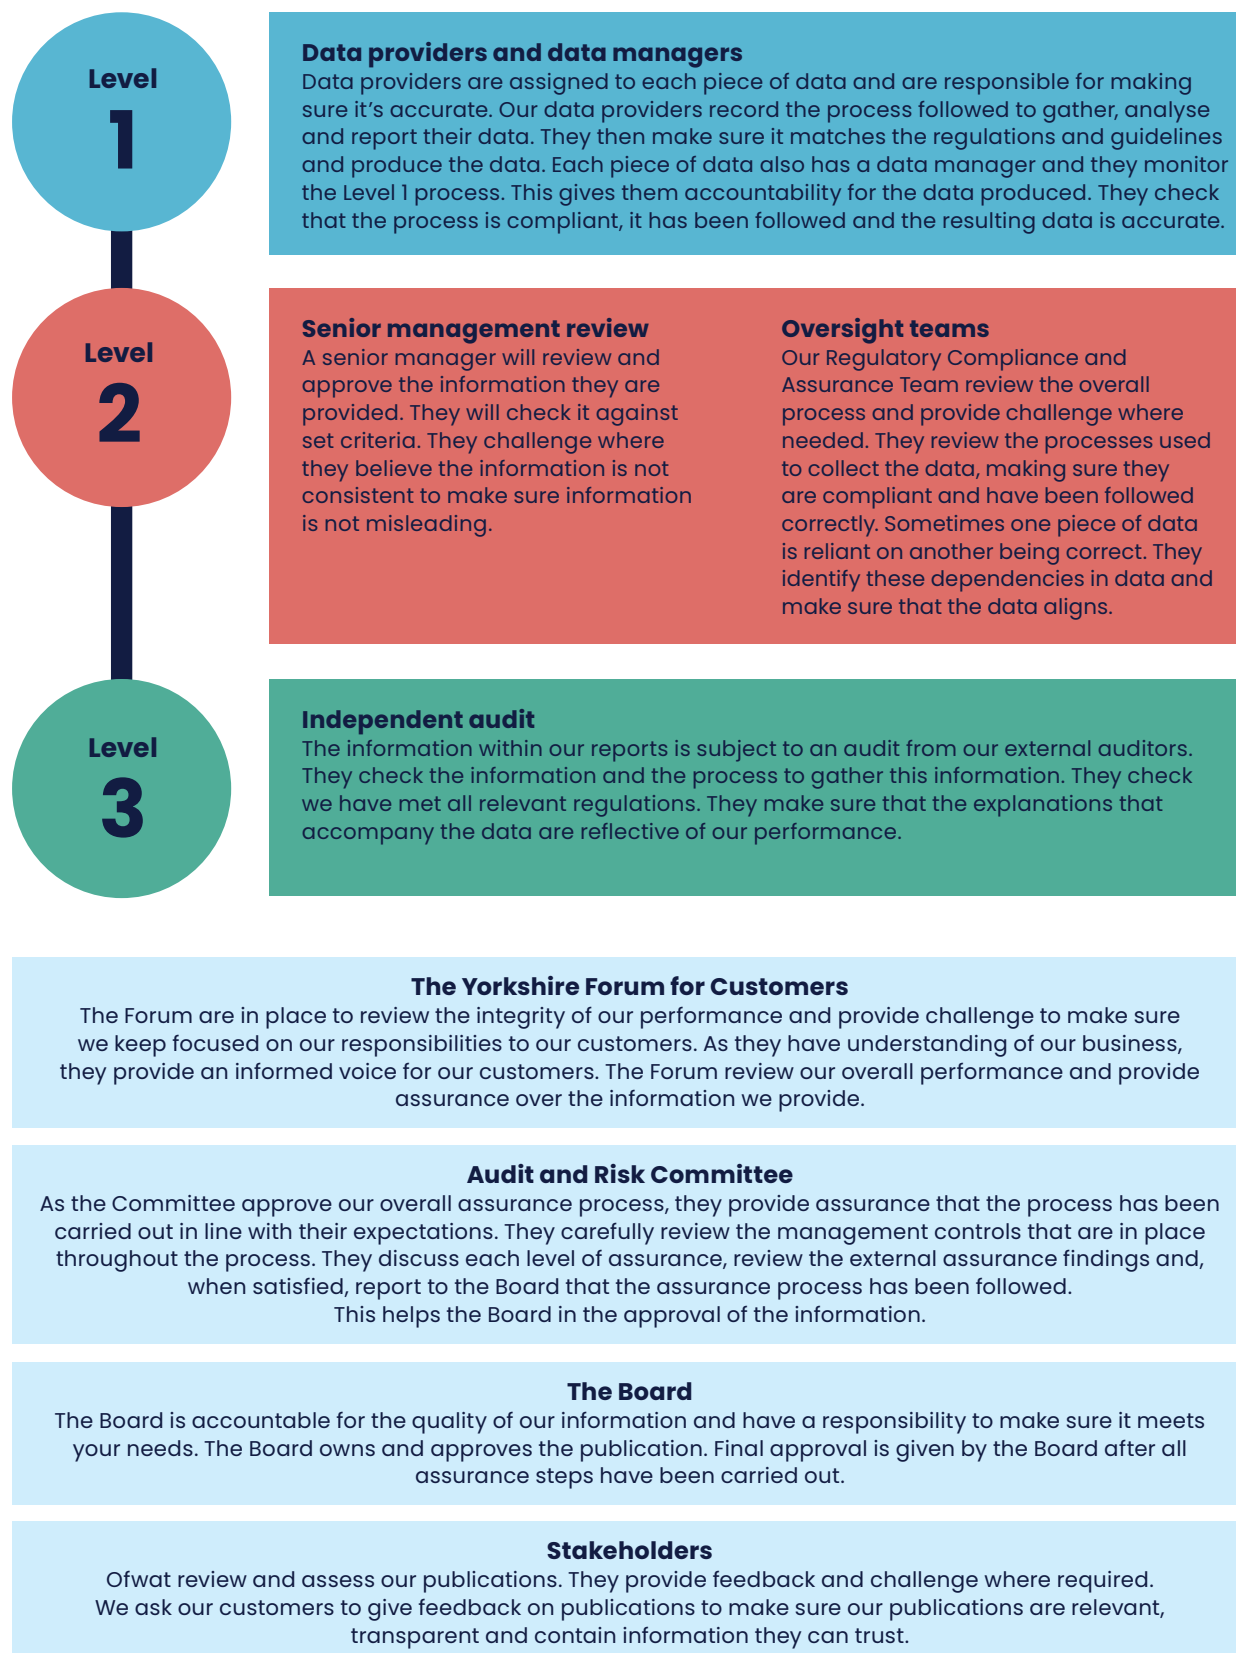 Level
1
Data providers and data managers
Data providers are assigned to each piece of data and are responsible for making
sure it’s accurate. Our data providers record the process followed to gather, analyse
and report their data. They then make sure it matches the regulations and guidelines
and produce the data. Each piece of data also has a data manager and they monitor
the Level 1 process. This gives them accountability for the data produced. They check
that the process is compliant, it has been followed and the resulting data is accurate.
Level
2
Senior management review
A senior manager will review and
approve the information they are
provided. They will check it against
set criteria. They challenge where
they believe the information is not
consistent to make sure information
is not misleading.
Oversight teams
Our Regulatory Compliance and
Assurance Team review the overall
process and provide challenge where
needed. They review the processes used
to collect the data, making sure they
are compliant and have been followed
correctly. Sometimes one piece of data
is reliant on another being correct. They
identify these dependencies in data and
make sure that the data aligns.
Level
3
Independent audit
The information within our reports is subject to an audit from our external auditors.
They check the information and the process to gather this information. They check
we have met all relevant regulations. They make sure that the explanations that
accompany the data are reflective of our performance.
The Yorkshire Forum for Customers
The Forum are in place to review the integrity of our performance and provide challenge to make sure
we keep focused on our responsibilities to our customers. As they have understanding of our business,
they provide an informed voice for our customers. The Forum review our overall performance and provide
assurance over the information we provide.
Audit and Risk Committee
As the Committee approve our overall assurance process, they provide assurance that the process has been
carried out in line with their expectations. They carefully review the management controls that are in place
throughout the process. They discuss each level of assurance, review the external assurance findings and,
when satisfied, report to the Board that the assurance process has been followed.
This helps the Board in the approval of the information.
The Board
The Board is accountable for the quality of our information and have a responsibility to make sure it meets
your needs. The Board owns and approves the publication. Final approval is given by the Board after all
assurance steps have been carried out.
Stakeholders
Ofwat review and assess our publications. They provide feedback and challenge where required.
We ask our customers to give feedback on publications to make sure our publications are relevant,
transparent and contain information they can trust.